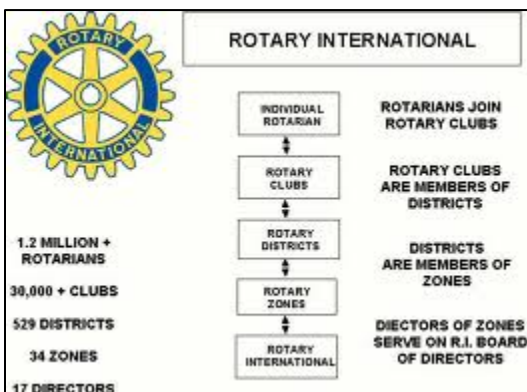 ROTARY
INTERNATIONAL
ROTARY INTERNATIONAL
INDIVIDUAL
ROTARIAN
ROTARIANS JOIN
ROTARY CLUBS
ROTARY
CLUBS
ROTARY CLUBS
ARE MEMBERS OF
DISTRICTS
ROTARY
DISTRICTS
DISTRICTS
ARE MEMBERS OF
ZONES
ROTARY
ZONES
DIECTORS OF ZONES
SERVE ON R.I. BOARD
OF DIRECTORS
ROTARY
INTERNATIONAL
1.2 MILLION +
ROTARIANS
30,000 + CLUBS
529 DISTRICTS
34 ZONES
17 DIRECTORS